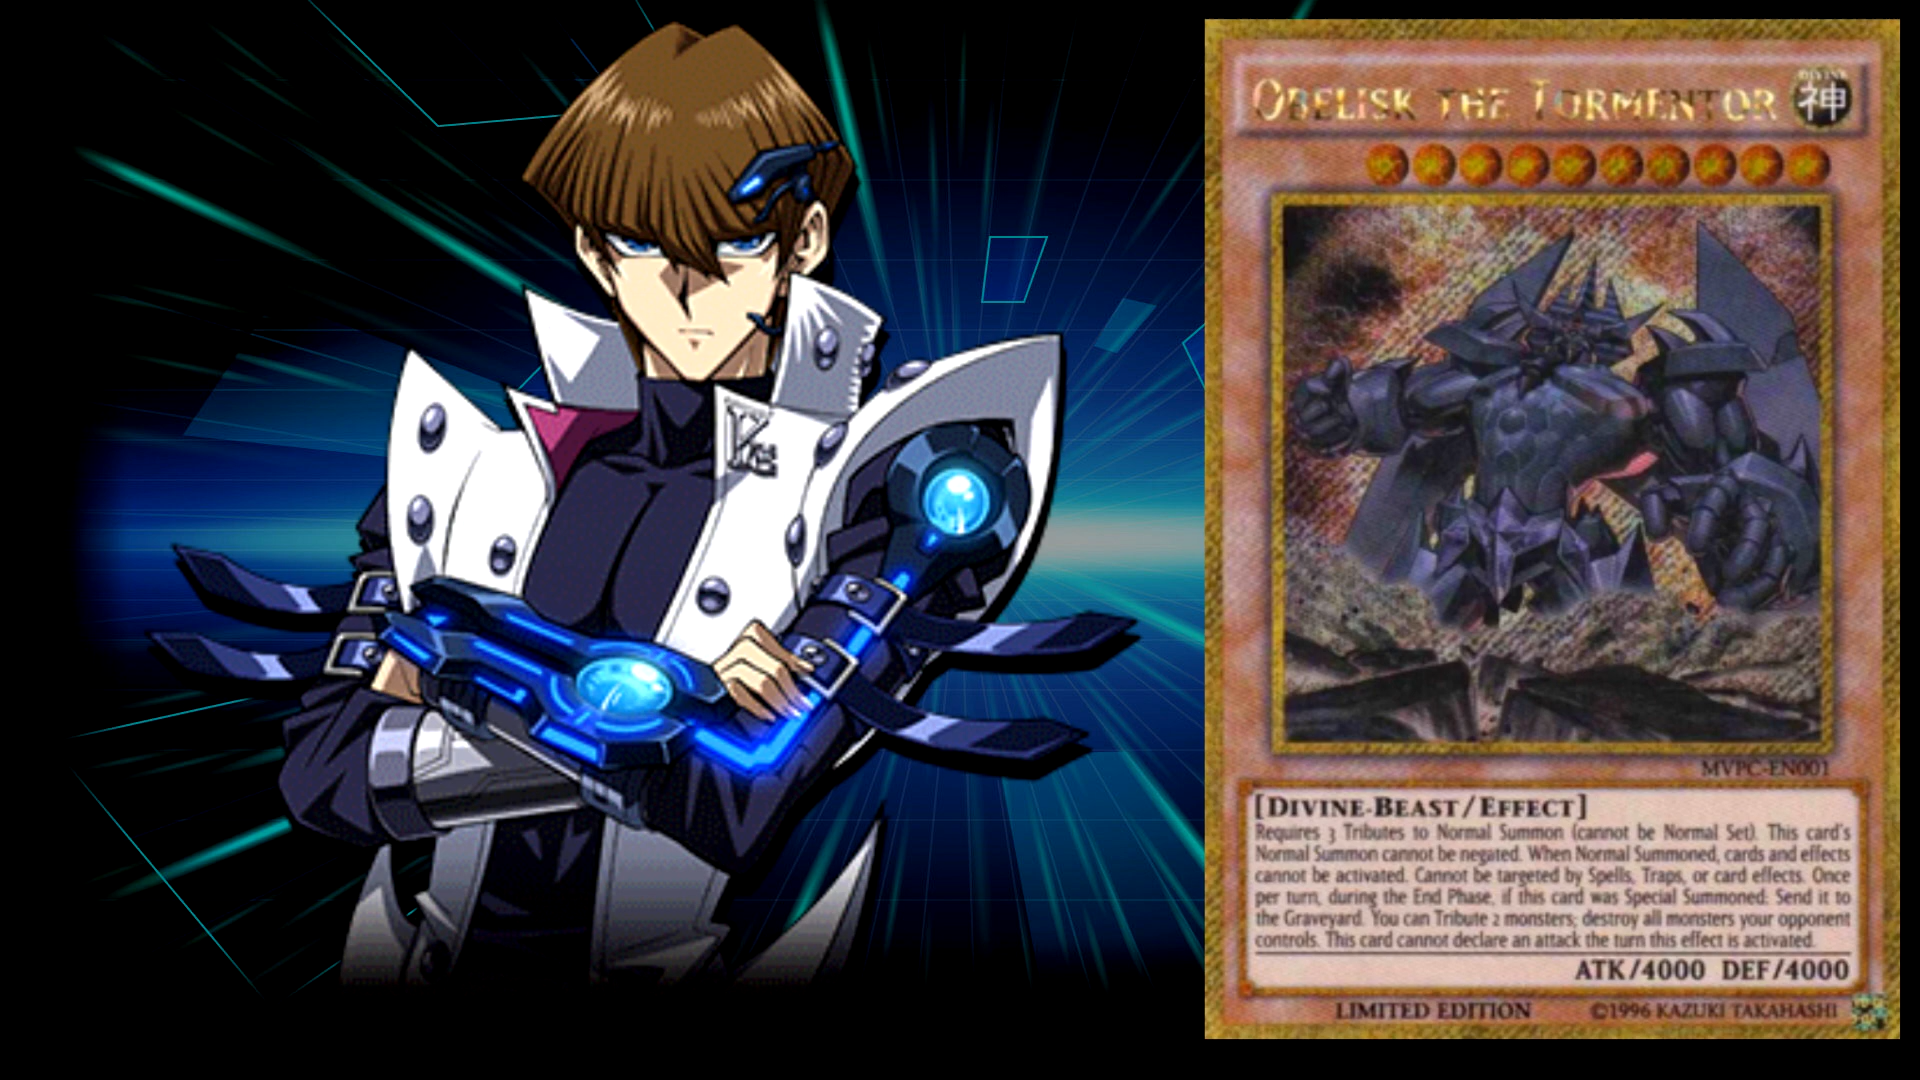 OBELISK THE TORMENTOR
DIVINE
神
MVPC-EN001
[DIVINE-BEAST/EFFECT]
Requires 3 Tributes to Normal Summon (cannot be Normal Set). This card's
Normal Summon cannot be negated. When Normal Summoned, cards and effects
cannot be activated. Cannot be targeted by Spells, Traps, or card effects. Once
per turn, during the End Phase, if this card was Special Summoned: Send it to
the Graveyard. You can Tribute 2 monsters; destroy all monsters your opponent
controls. This card cannot declare an attack the turn this effect is activated.
ATK/4000 DEF/4000
LIMITED EDITION
©1996 KAZUKI TAKAHASHI